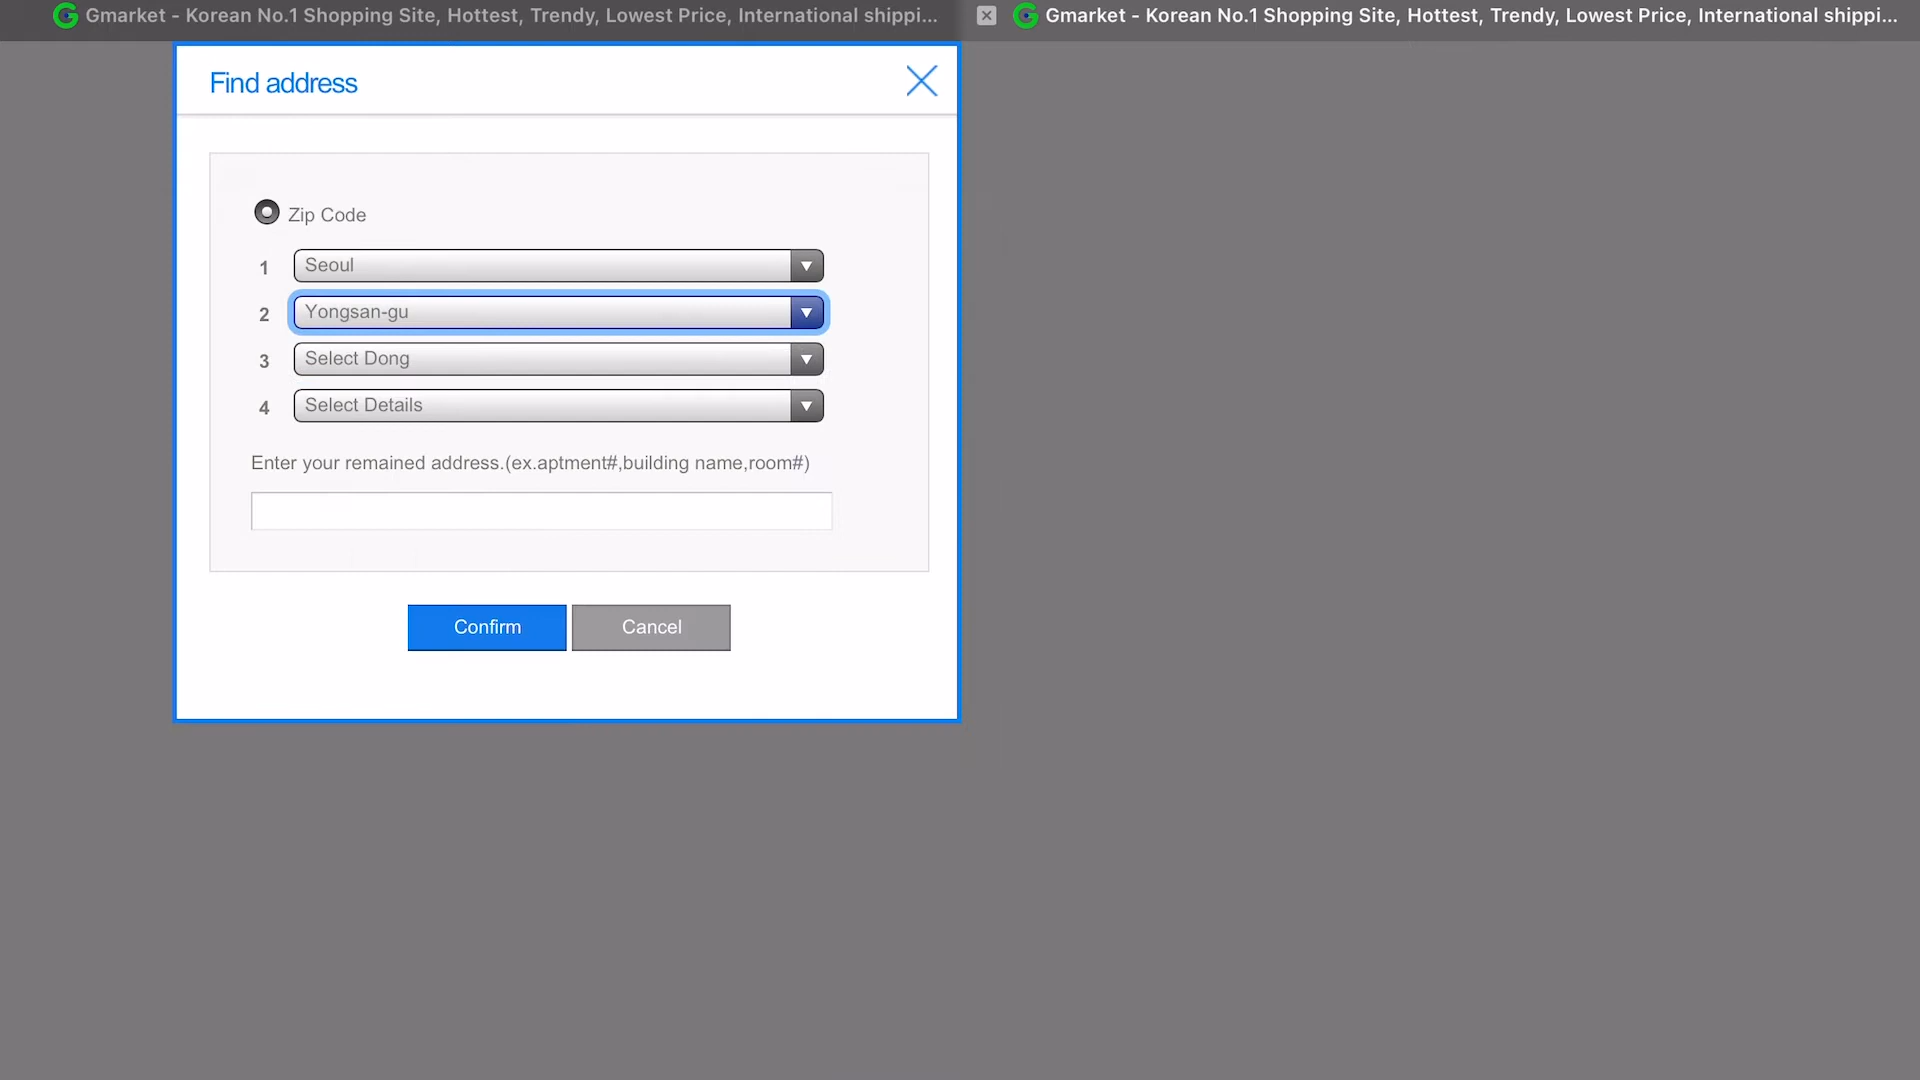 Gmarket - Korean No.1 Shopping Site, Hottest, Trendy, Lowest Price, International shippi...
Gmarket - Korean No.1 Shopping Site, Hottest, Trendy, Lowest Price, International shippi...
Find address
Zip Code
1 Seoul
2 Yongsan-gu
3 Select Dong
4 Select Details
Enter your remained address.(ex.aptment#,building name,room#)
Confirm Cancel